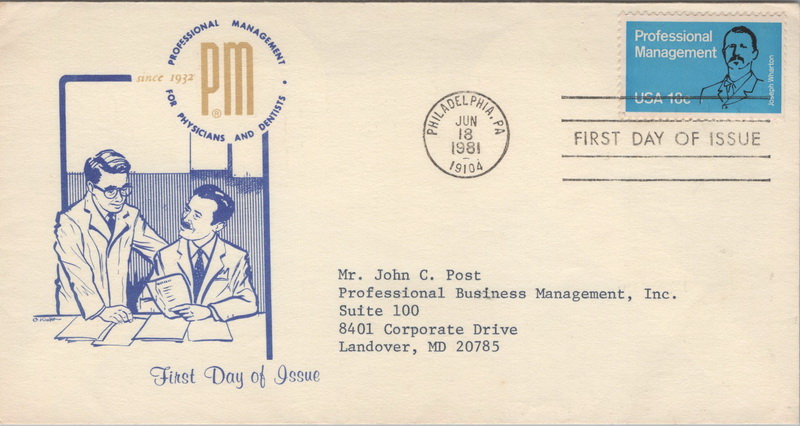 PROFESSIONAL MANAGEMENT
FOR PHYSICIANS AND DENTISTS •
since 1932
PM
®
Professional
Management
USA 18c
Joseph Wharton
PHILADELPHIA, PA
JUN
18
1981
19104
FIRST DAY OF ISSUE
Mr. John C. Post
Professional Business Management, Inc.
Suite 100
8401 Corporate Drive
Landover, MD 20785
First Day of Issue